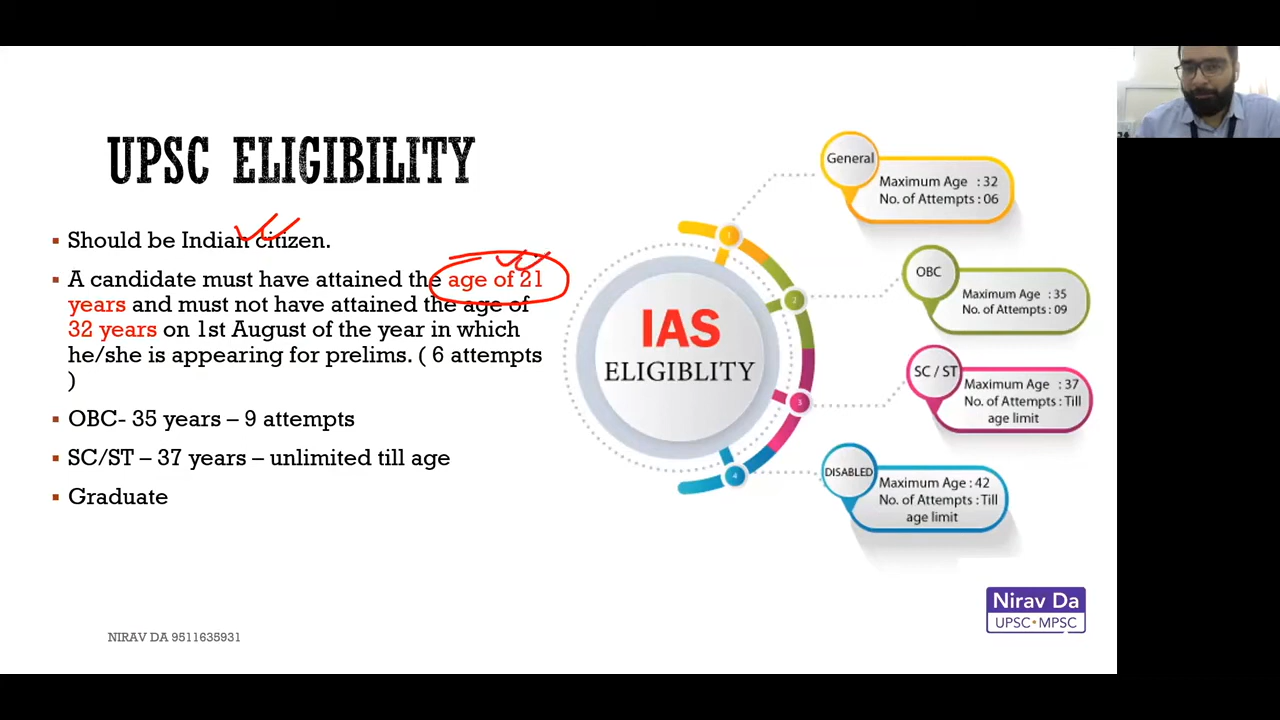 UPSC ELIGIBILITY
▪ Should be Indian citizen.
▪ A candidate must have attained the age of 21
years and must not have attained the age of
32 years on 1st August of the year in which
he/she is appearing for prelims. ( 6 attempts
)
▪ OBC- 35 years – 9 attempts
▪ SC/ST – 37 years – unlimited till age
▪ Graduate
IAS
ELIGIBLITY
General
Maximum Age : 32
No. of Attempts : 06
1
OBC
Maximum Age : 35
No. of Attempts : 09
2
SC / ST
Maximum Age : 37
No. of Attempts : Till
age limit
3
DISABLED
Maximum Age : 42
No. of Attempts : Till
age limit
4
Nirav Da
UPSC•MPSC
NIRAV DA 9511635931